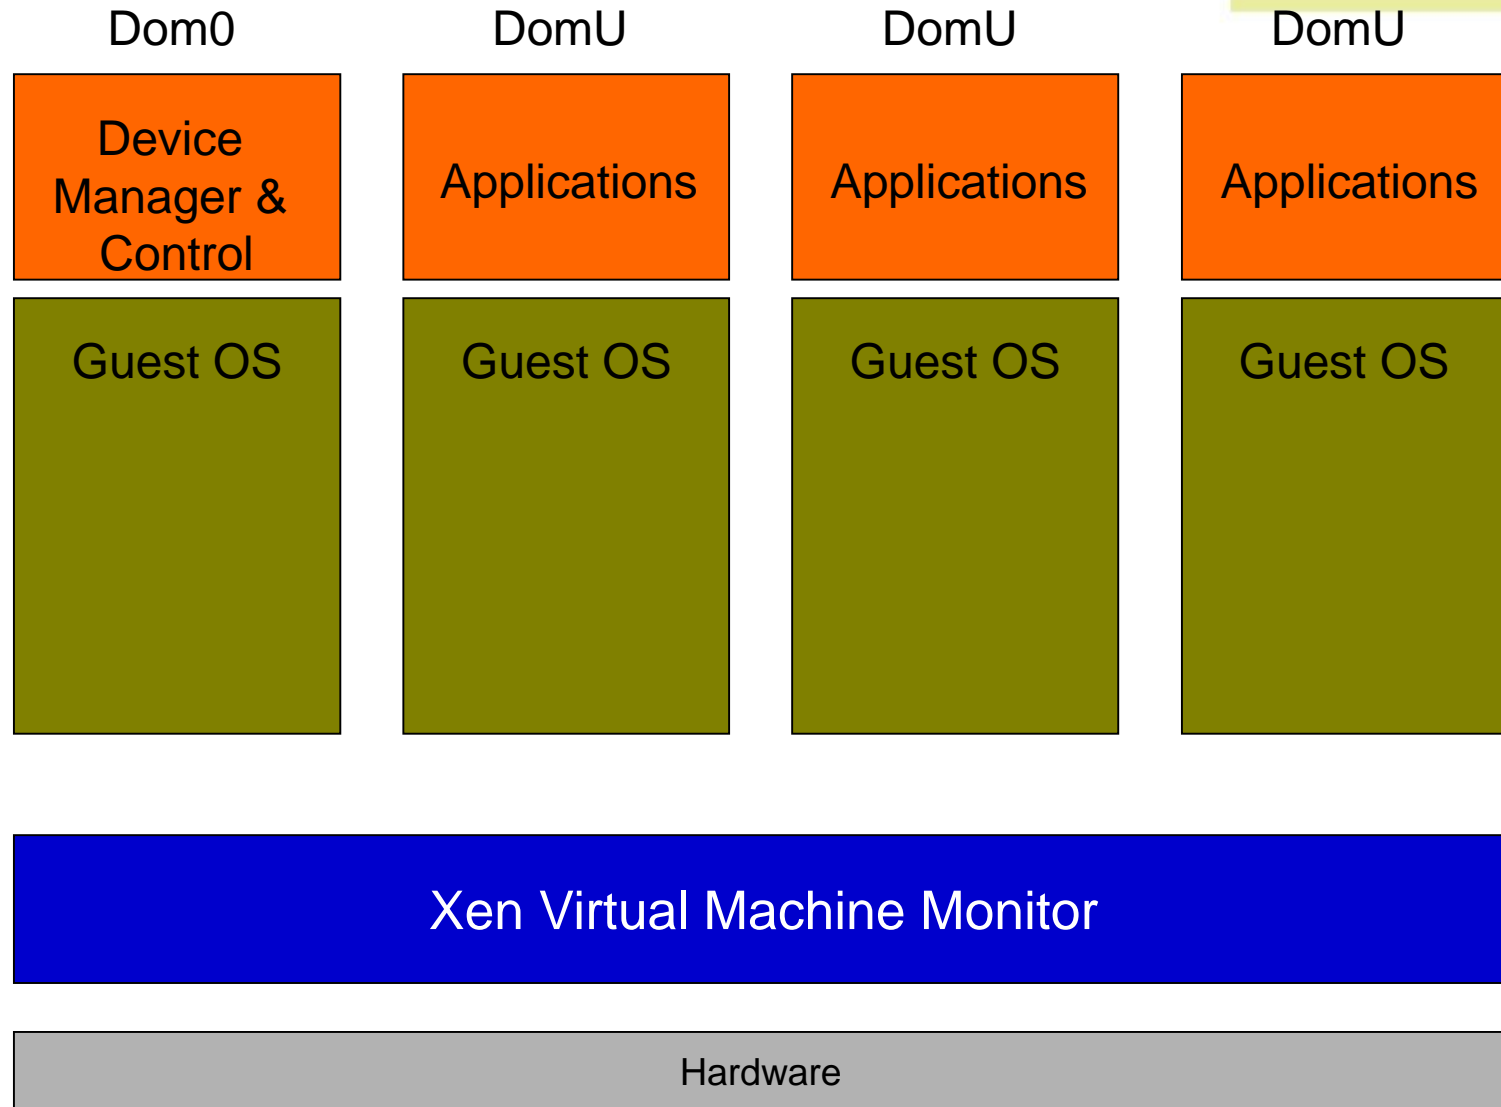 Dom0 DomU DomU DomU
Device
Manager &
Control
Applications Applications Applications
Guest OS Guest OS Guest OS Guest OS
Xen Virtual Machine Monitor
Hardware